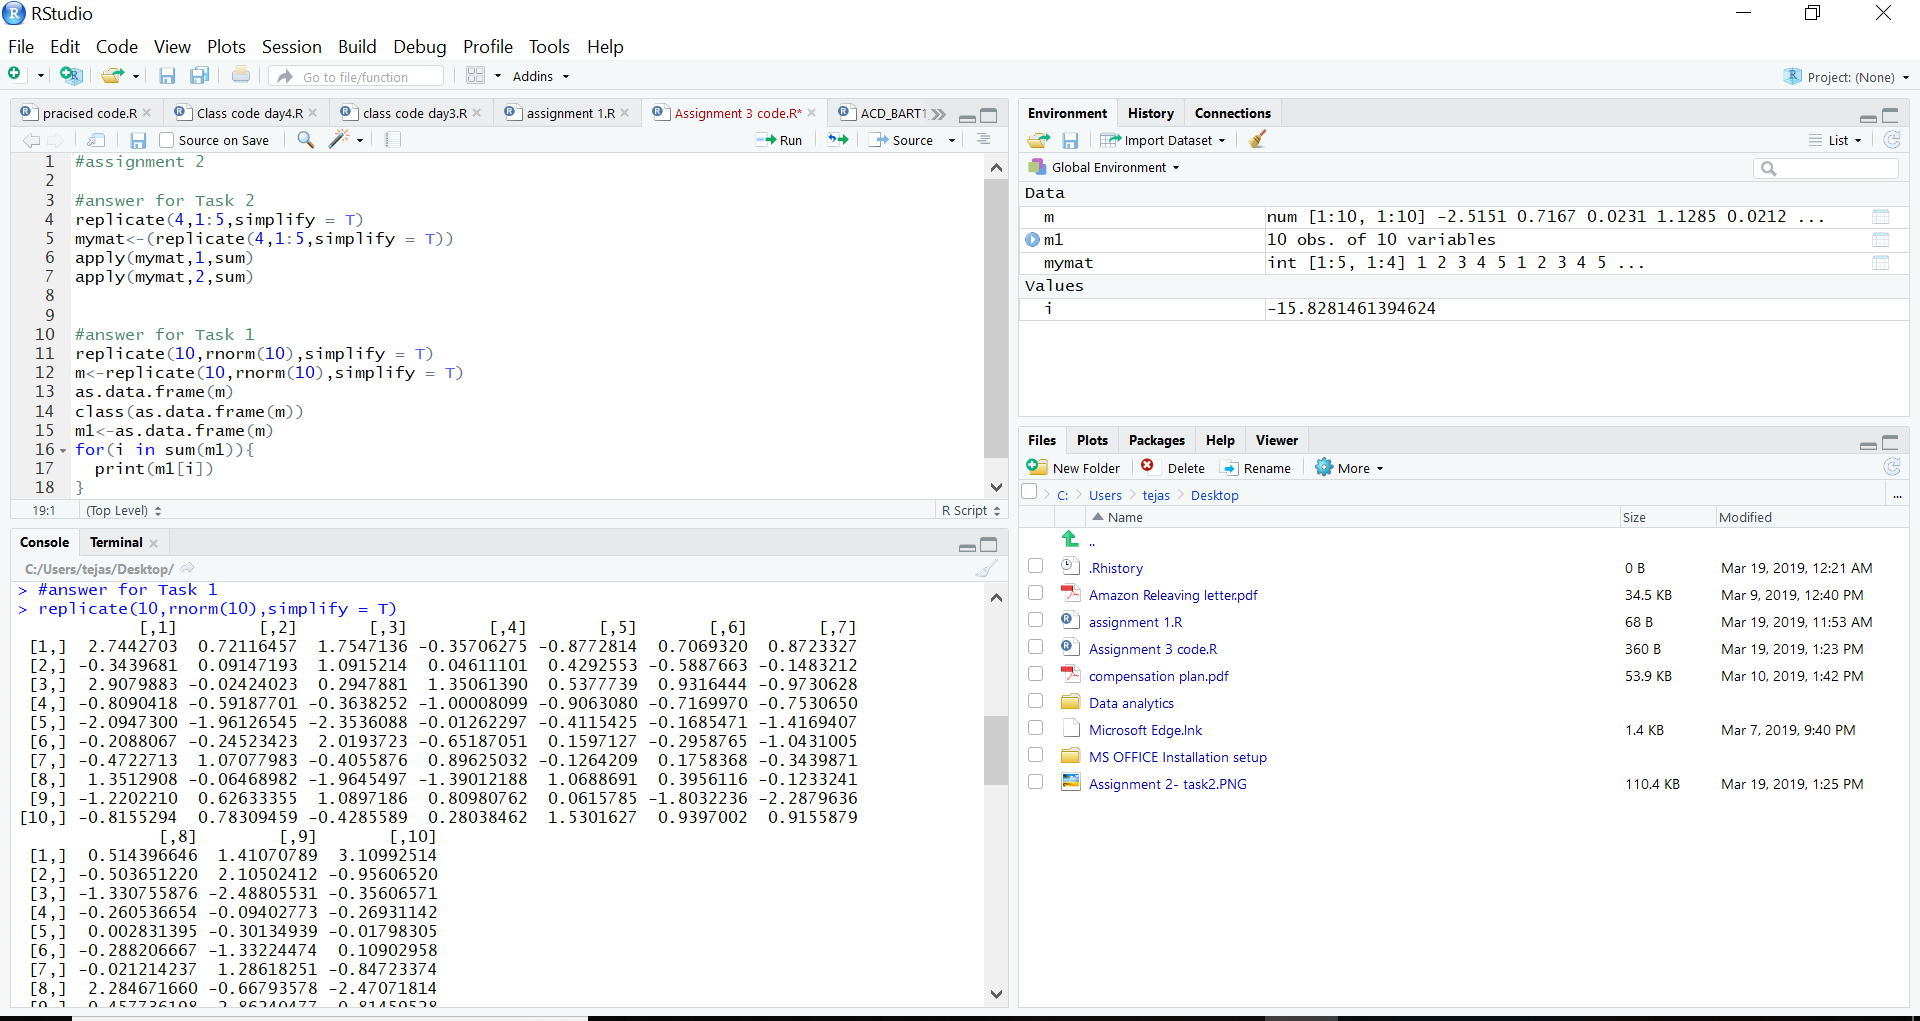 RStudio
File Edit Code View Plots Session Build Debug Profile Tools Help
Go to file/function Addins Project: (None)
pracised code.R Class code day4.R class code day3.R assignment 1.R Assignment 3 code.R* ACD_BART1
Source on Save Run Source
1 #assignment 2
2
3 #answer for Task 2
4 replicate(4,1:5,simplify = T)
5 mymat<-(replicate(4,1:5,simplify = T))
6 apply(mymat,1,sum)
7 apply(mymat,2,sum)
8
9
10 #answer for Task 1
11 replicate(10,rnorm(10),simplify = T)
12 m<-replicate(10,rnorm(10),simplify = T)
13 as.data.frame(m)
14 class(as.data.frame(m))
15 m1<-as.data.frame(m)
16 for(i in sum(m1)){
17 print(m1[i])
18 }
19:1 (Top Level) R Script
Console Terminal
C:/Users/tejas/Desktop/
> #answer for Task 1
> replicate(10,rnorm(10),simplify = T)
[,1] [,2] [,3] [,4] [,5] [,6] [,7]
[1,] 2.7442703 0.72116457 1.7547136 -0.35706275 -0.8772814 0.7069320 0.8723327
[2,] -0.3439681 0.09147193 1.0915214 0.04611101 0.4292553 -0.5887663 -0.1483212
[3,] 2.9079883 -0.02424023 0.2947881 1.35061390 0.5377739 0.9316444 -0.9730628
[4,] -0.8090418 -0.59187701 -0.3638252 -1.00008099 -0.9063080 -0.7169970 -0.7530650
[5,] -2.0947300 -1.96126545 -2.3536088 -0.01262297 -0.4115425 -0.1685471 -1.4169407
[6,] -0.2088067 -0.24523423 2.0193723 -0.65187051 0.1597127 -0.2958765 -1.0431005
[7,] -0.4722713 1.07077983 -0.4055876 0.89625032 -0.1264209 0.1758368 -0.3439871
[8,] 1.3512908 -0.06468982 -1.9645497 -1.39012188 1.0688691 0.3956116 -0.1233241
[9,] -1.2202210 0.62633355 1.0897186 0.80980762 0.0615785 -1.8032236 -2.2879636
[10,] -0.8155294 0.78309459 -0.4285589 0.28038462 1.5301627 0.9397002 0.9155879
[,8] [,9] [,10]
[1,] 0.514396646 1.41070789 3.10992514
[2,] -0.503651220 2.10502412 -0.95606520
[3,] -1.330755876 -2.48805531 -0.35606571
[4,] -0.260536654 -0.09402773 -0.26931142
[5,] 0.002831395 -0.30134939 -0.01798305
[6,] -0.288206667 -1.33224474 0.10902958
[7,] -0.021214237 1.28618251 -0.84723374
[8,] 2.284671660 -0.66793578 -2.47071814
Environment History Connections
Import Dataset List
Global Environment
Data
m num [1:10, 1:10] -2.5151 0.7167 0.0231 1.1285 0.0212 ...
m1 10 obs. of 10 variables
mymat int [1:5, 1:4] 1 2 3 4 5 1 2 3 4 5 ...
Values
i -15.8281461394624
Files Plots Packages Help Viewer
New Folder Delete Rename More
C: Users tejas Desktop ...
Name Size Modified
..
.Rhistory 0 B Mar 19, 2019, 12:21 AM
Amazon Releaving letter.pdf 34.5 KB Mar 9, 2019, 12:40 PM
assignment 1.R 68 B Mar 19, 2019, 11:53 AM
Assignment 3 code.R 360 B Mar 19, 2019, 1:23 PM
compensation plan.pdf 53.9 KB Mar 10, 2019, 1:42 PM
Data analytics
Microsoft Edge.lnk 1.4 KB Mar 7, 2019, 9:40 PM
MS OFFICE Installation setup
Assignment 2- task2.PNG 110.4 KB Mar 19, 2019, 1:25 PM